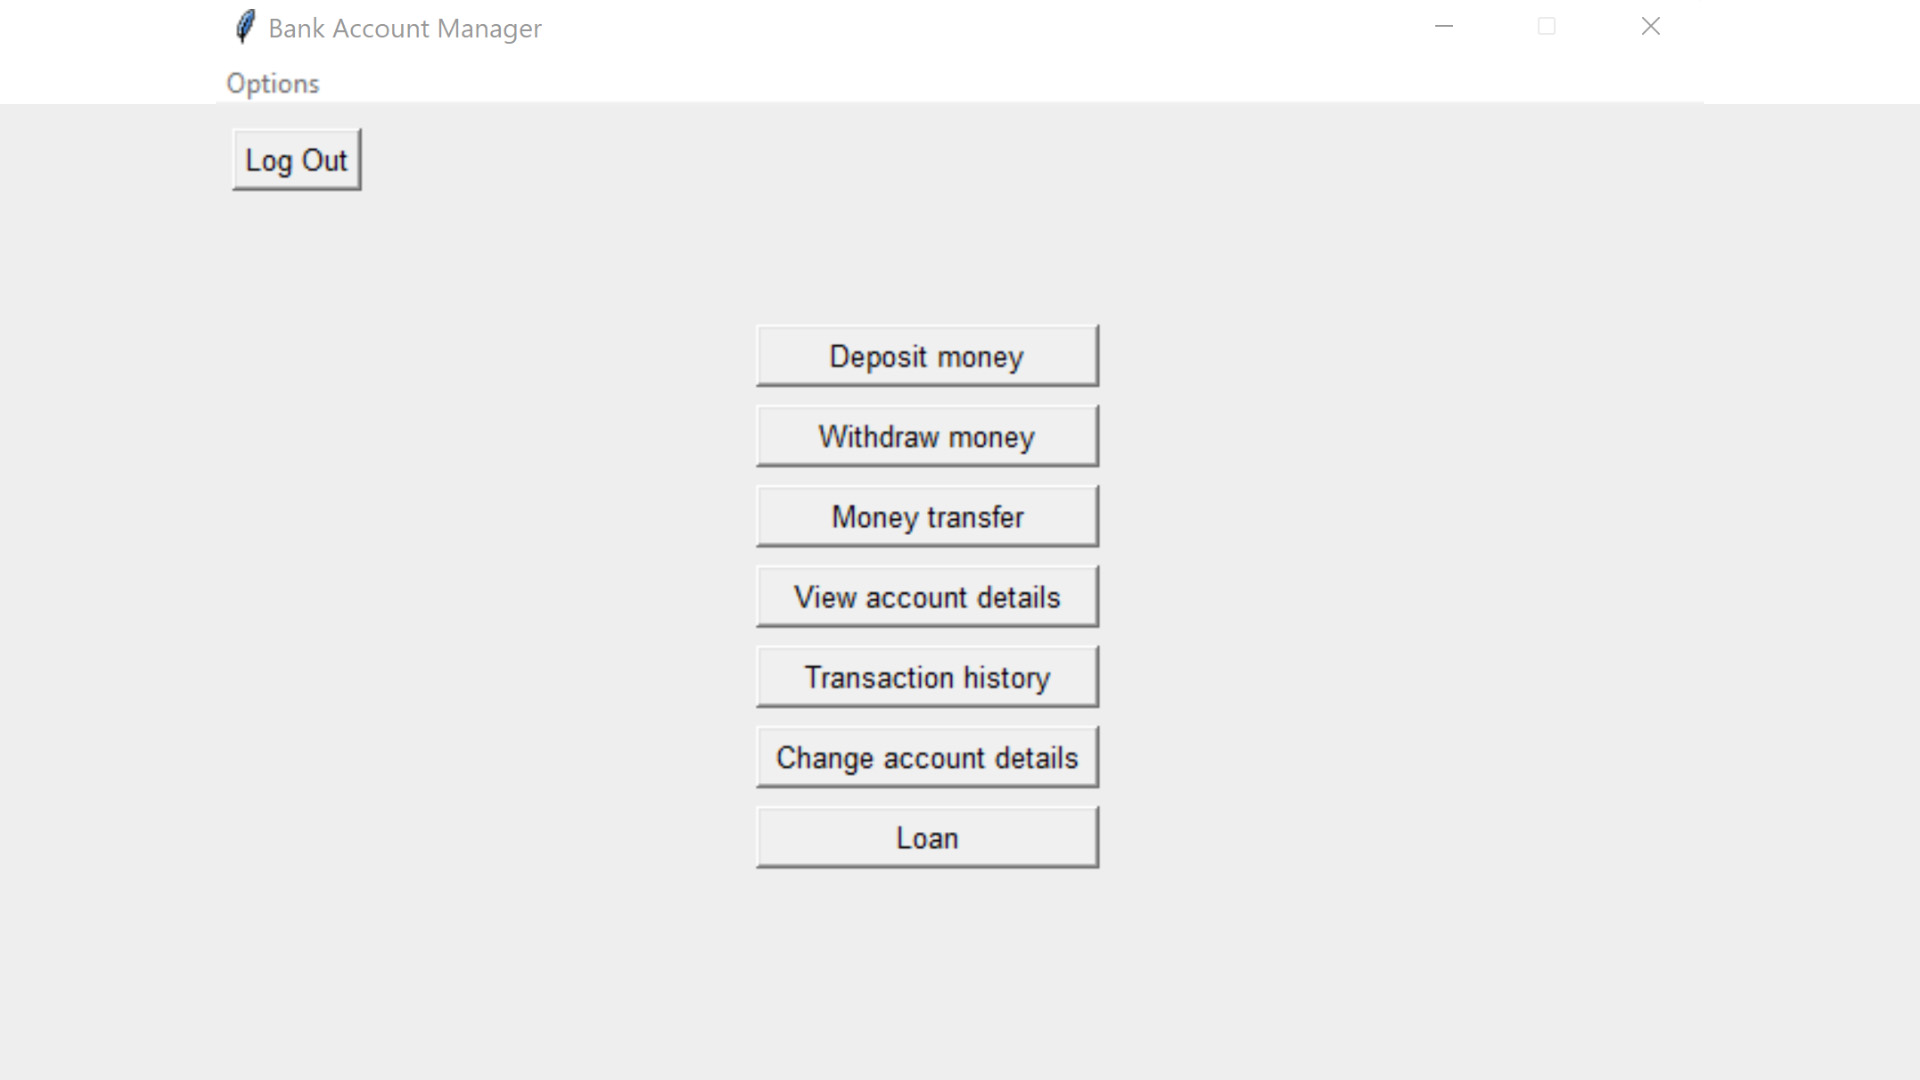 Bank Account Manager
Options
Log Out
Deposit money
Withdraw money
Money transfer
View account details
Transaction history
Change account details
Loan